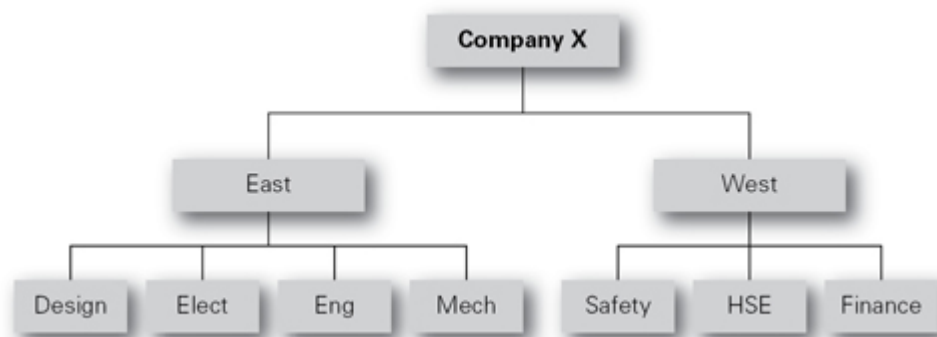 Company X
East
West
Design
Elect
Eng
Mech
Safety
HSE
Finance